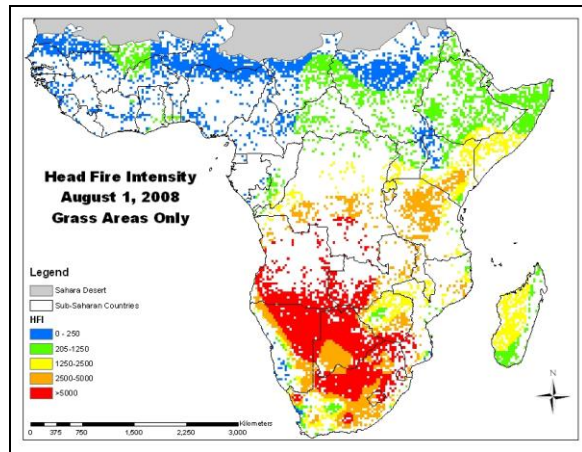 Head Fire Intensity
August 1, 2008
Grass Areas Only
Legend
Sahara Desert
Sub-Saharan Countries
HFI
0 - 250
205-1250
1250-2500
2500-5000
>5000
N
Kilometers
0 375 750 1,500 2,250 3,000